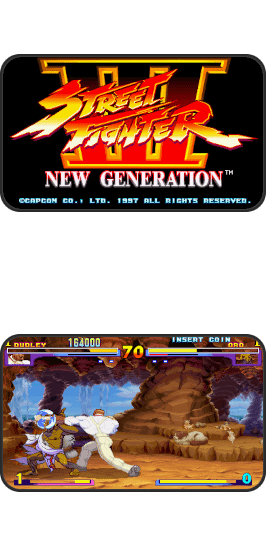 STREET
FIGHTER
III
NEW GENERATION™
©CAPCOM CO., LTD. 1997 ALL RIGHTS RESERVED.
164000 INSERT COIN
DUDLEY 70 ORO
1 0